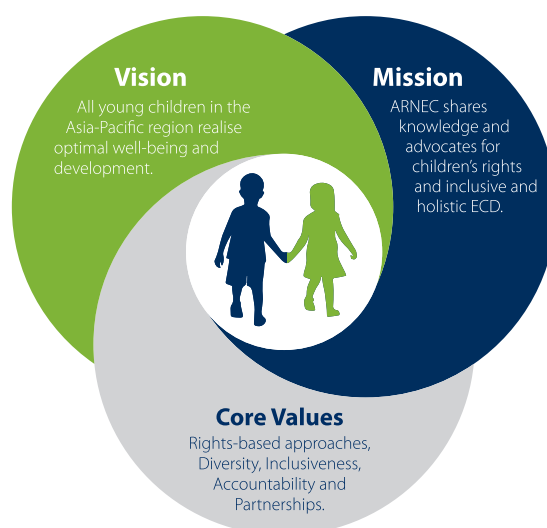 Vision
All young children in the
Asia-Pacific region realise
optimal well-being and
development.
Mission
ARNEC shares
knowledge and
advocates for
children's rights
and inclusive and
holistic ECD.
Core Values
Rights-based approaches,
Diversity, Inclusiveness,
Accountability and
Partnerships.